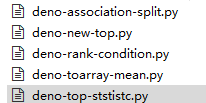 deno-association-split.py
deno-new-top.py
deno-rank-condition.py
deno-toarray-mean.py
deno-top-ststistc.py